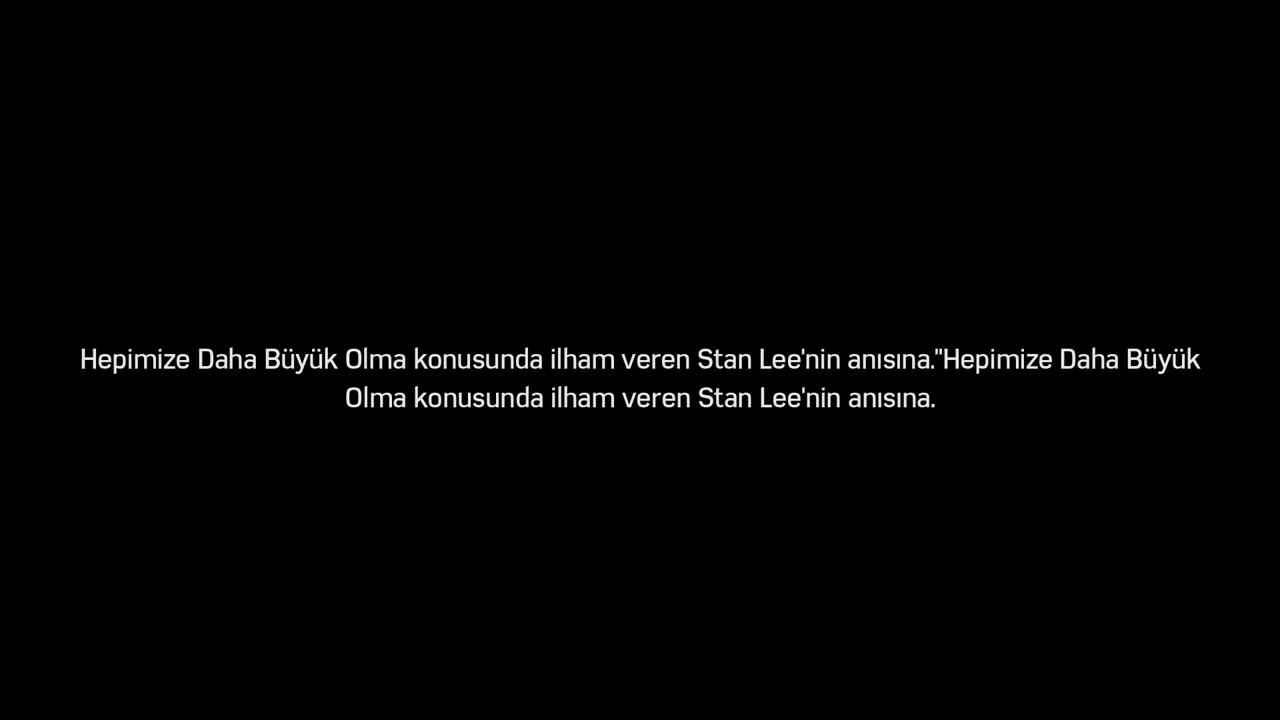 Hepimize Daha Büyük Olma konusunda ilham veren Stan Lee'nin anısına."Hepimize Daha Büyük
Olma konusunda ilham veren Stan Lee'nin anısına.